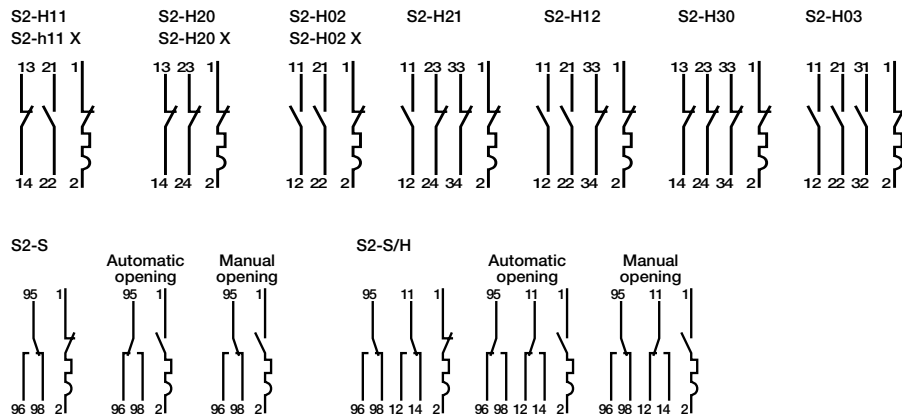 S2-H11 S2-H20 S2-H02 S2-H21 S2-H12 S2-H30 S2-H03
S2-h11 X S2-H20 X S2-H02 X
13 21 1 13 23 1 11 21 1 11 23 33 1 11 21 33 1 13 23 33 1 11 21 31 1
14 22 2 14 24 2 12 22 2 12 24 34 2 12 22 34 2 14 24 34 2 12 22 32 2
S2-S S2-S/H
Automatic opening Manual opening Automatic opening Manual opening
95 1 95 1 95 1 95 11 1 95 11 1 95 11 1
96 98 2 96 98 2 96 98 2 96 98 12 14 2 96 98 12 14 2 96 98 12 14 2